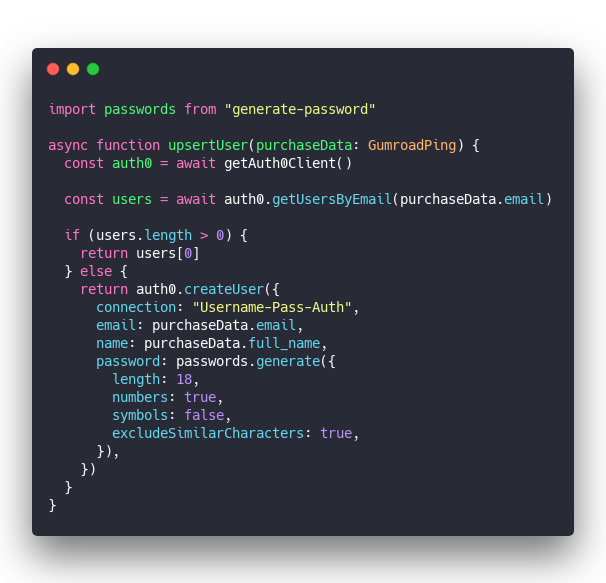 import passwords from "generate-password"

async function upsertUser(purchaseData: GumroadPing) {
  const auth0 = await getAuth0Client()

  const users = await auth0.getUsersByEmail(purchaseData.email)

  if (users.length > 0) {
    return users[0]
  } else {
    return auth0.createUser({
      connection: "Username-Pass-Auth",
      email: purchaseData.email,
      name: purchaseData.full_name,
      password: passwords.generate({
        length: 18,
        numbers: true,
        symbols: false,
        excludeSimilarCharacters: true,
      }),
    })
  }
}